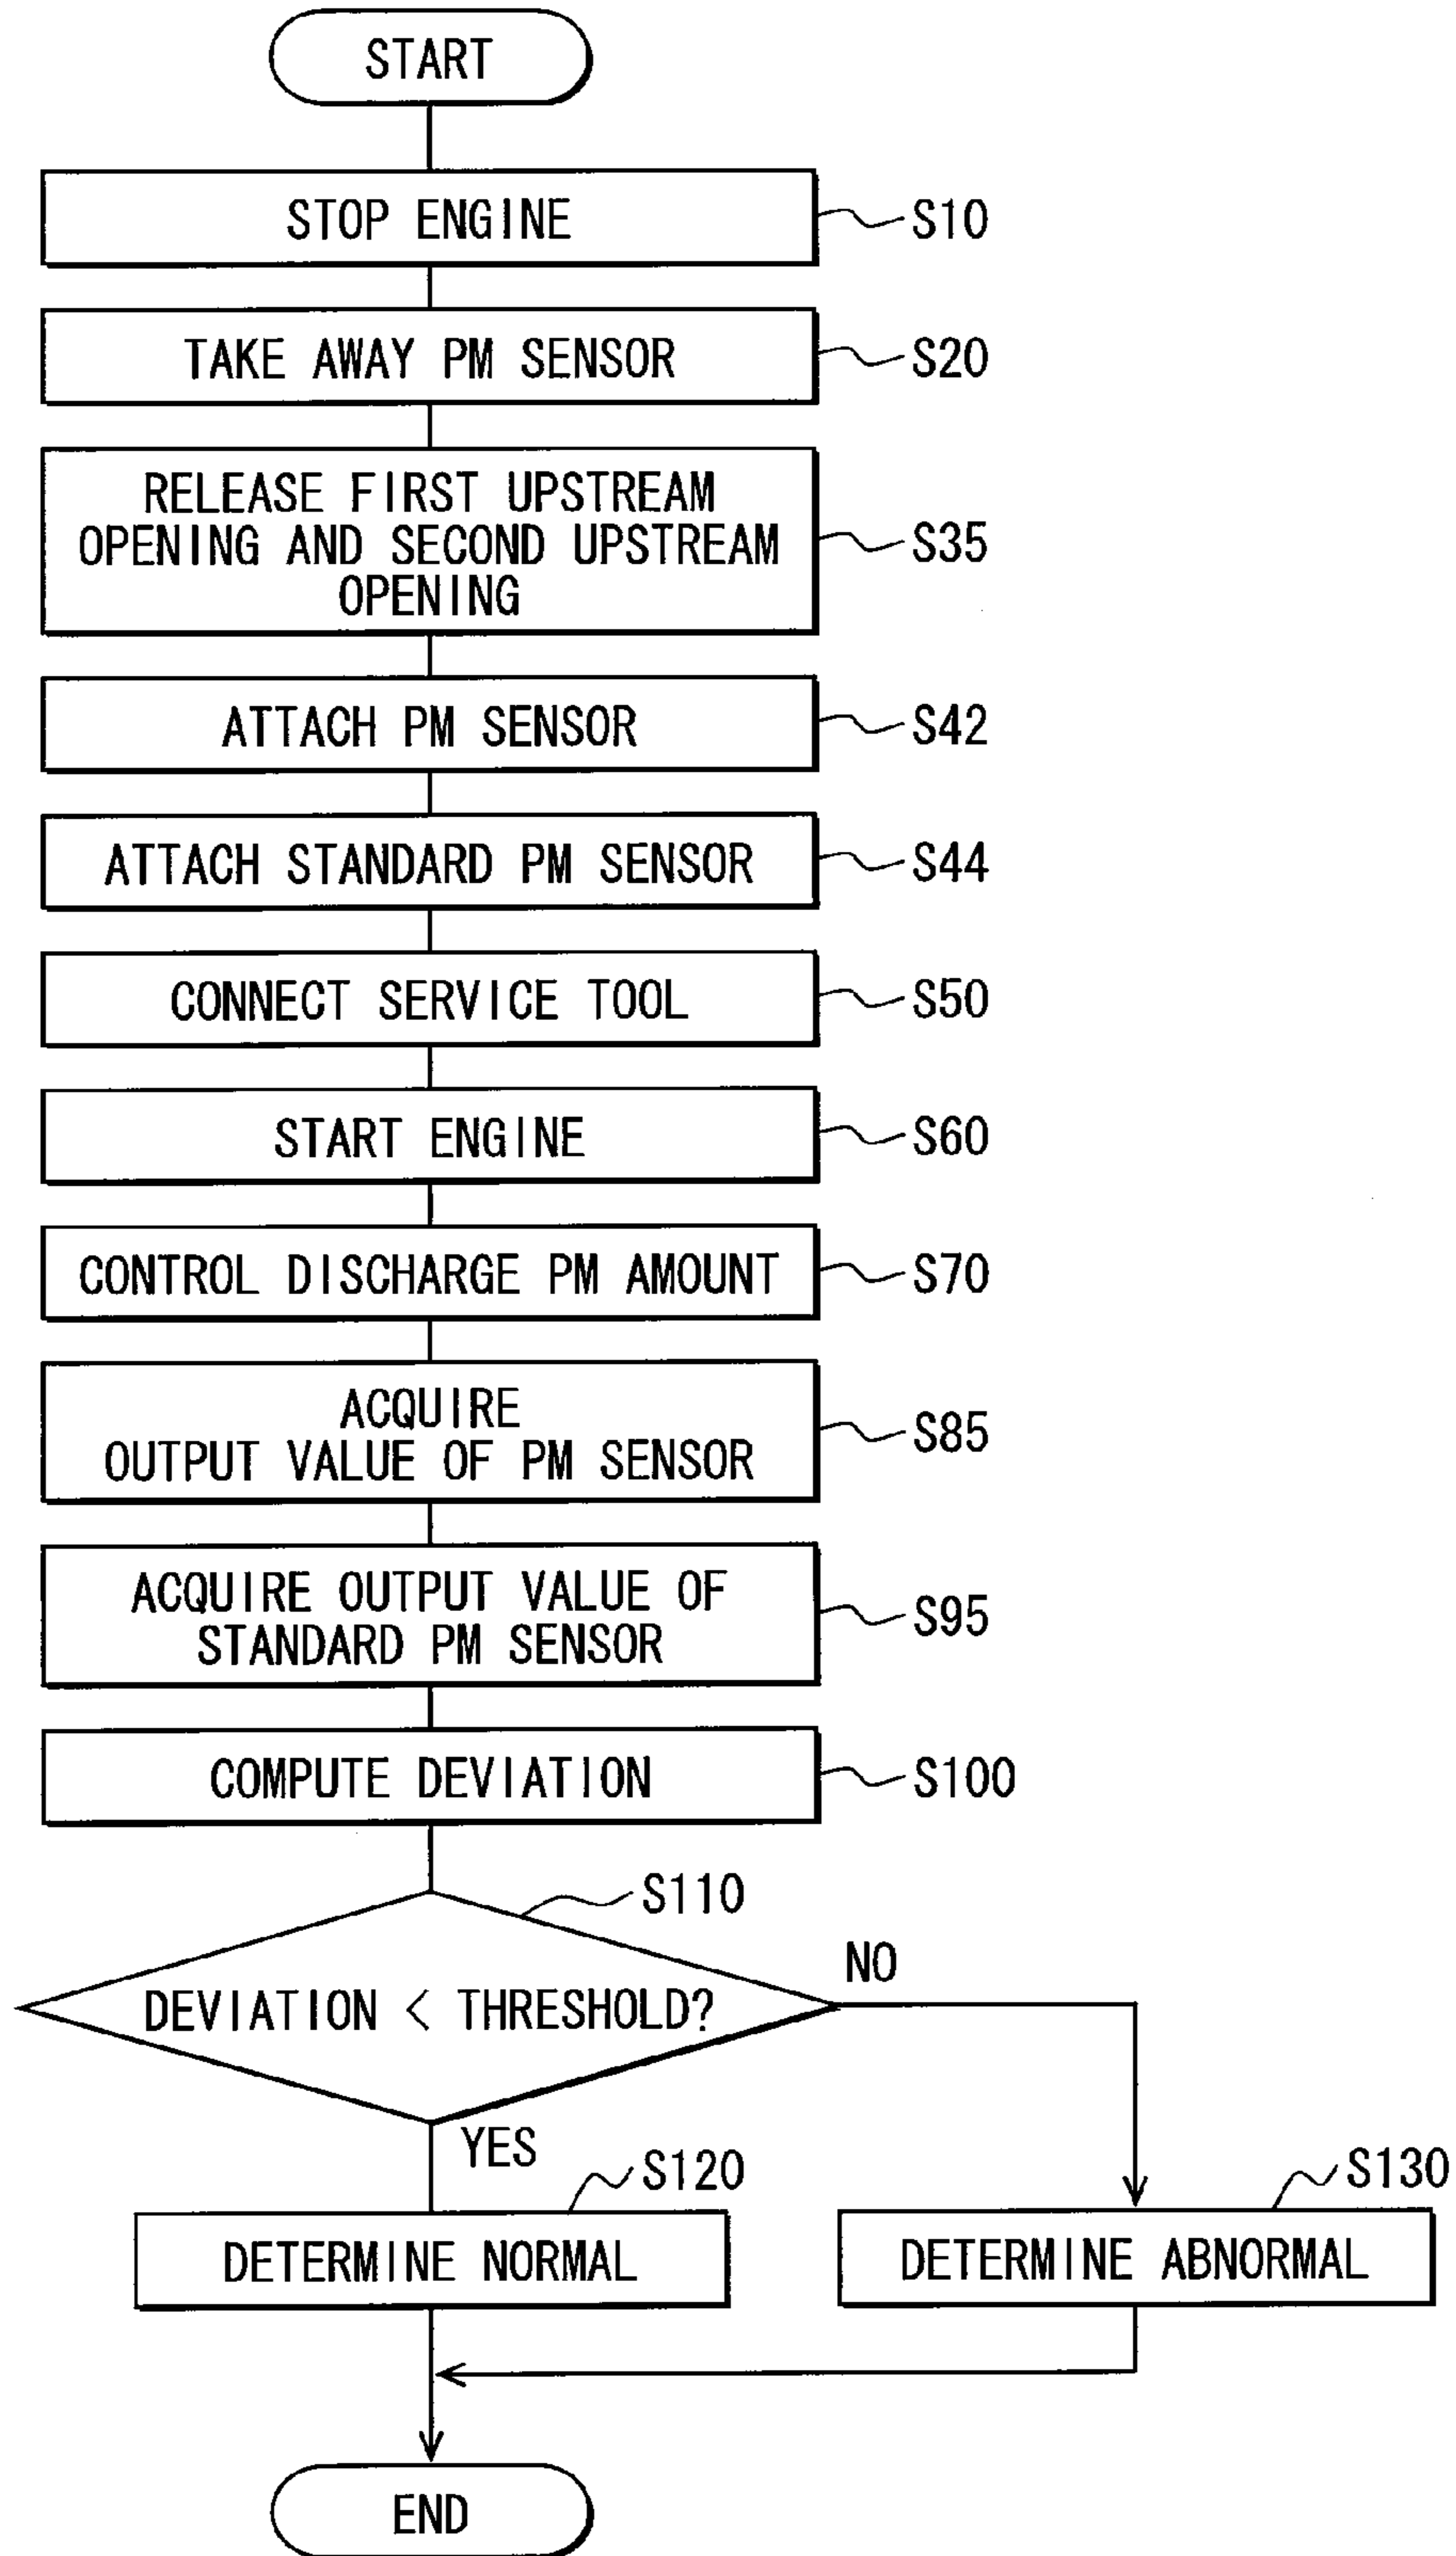 START
STOP ENGINE
S10
TAKE AWAY PM SENSOR
S20
RELEASE FIRST UPSTREAM
OPENING AND SECOND UPSTREAM
OPENING
S35
ATTACH PM SENSOR
S42
ATTACH STANDARD PM SENSOR
S44
CONNECT SERVICE TOOL
S50
START ENGINE
S60
CONTROL DISCHARGE PM AMOUNT
S70
ACQUIRE
OUTPUT VALUE OF PM SENSOR
S85
ACQUIRE OUTPUT VALUE OF
STANDARD PM SENSOR
S95
COMPUTE DEVIATION
S100
S110
DEVIATION < THRESHOLD?
NO
YES
S120
S130
DETERMINE NORMAL
DETERMINE ABNORMAL
END